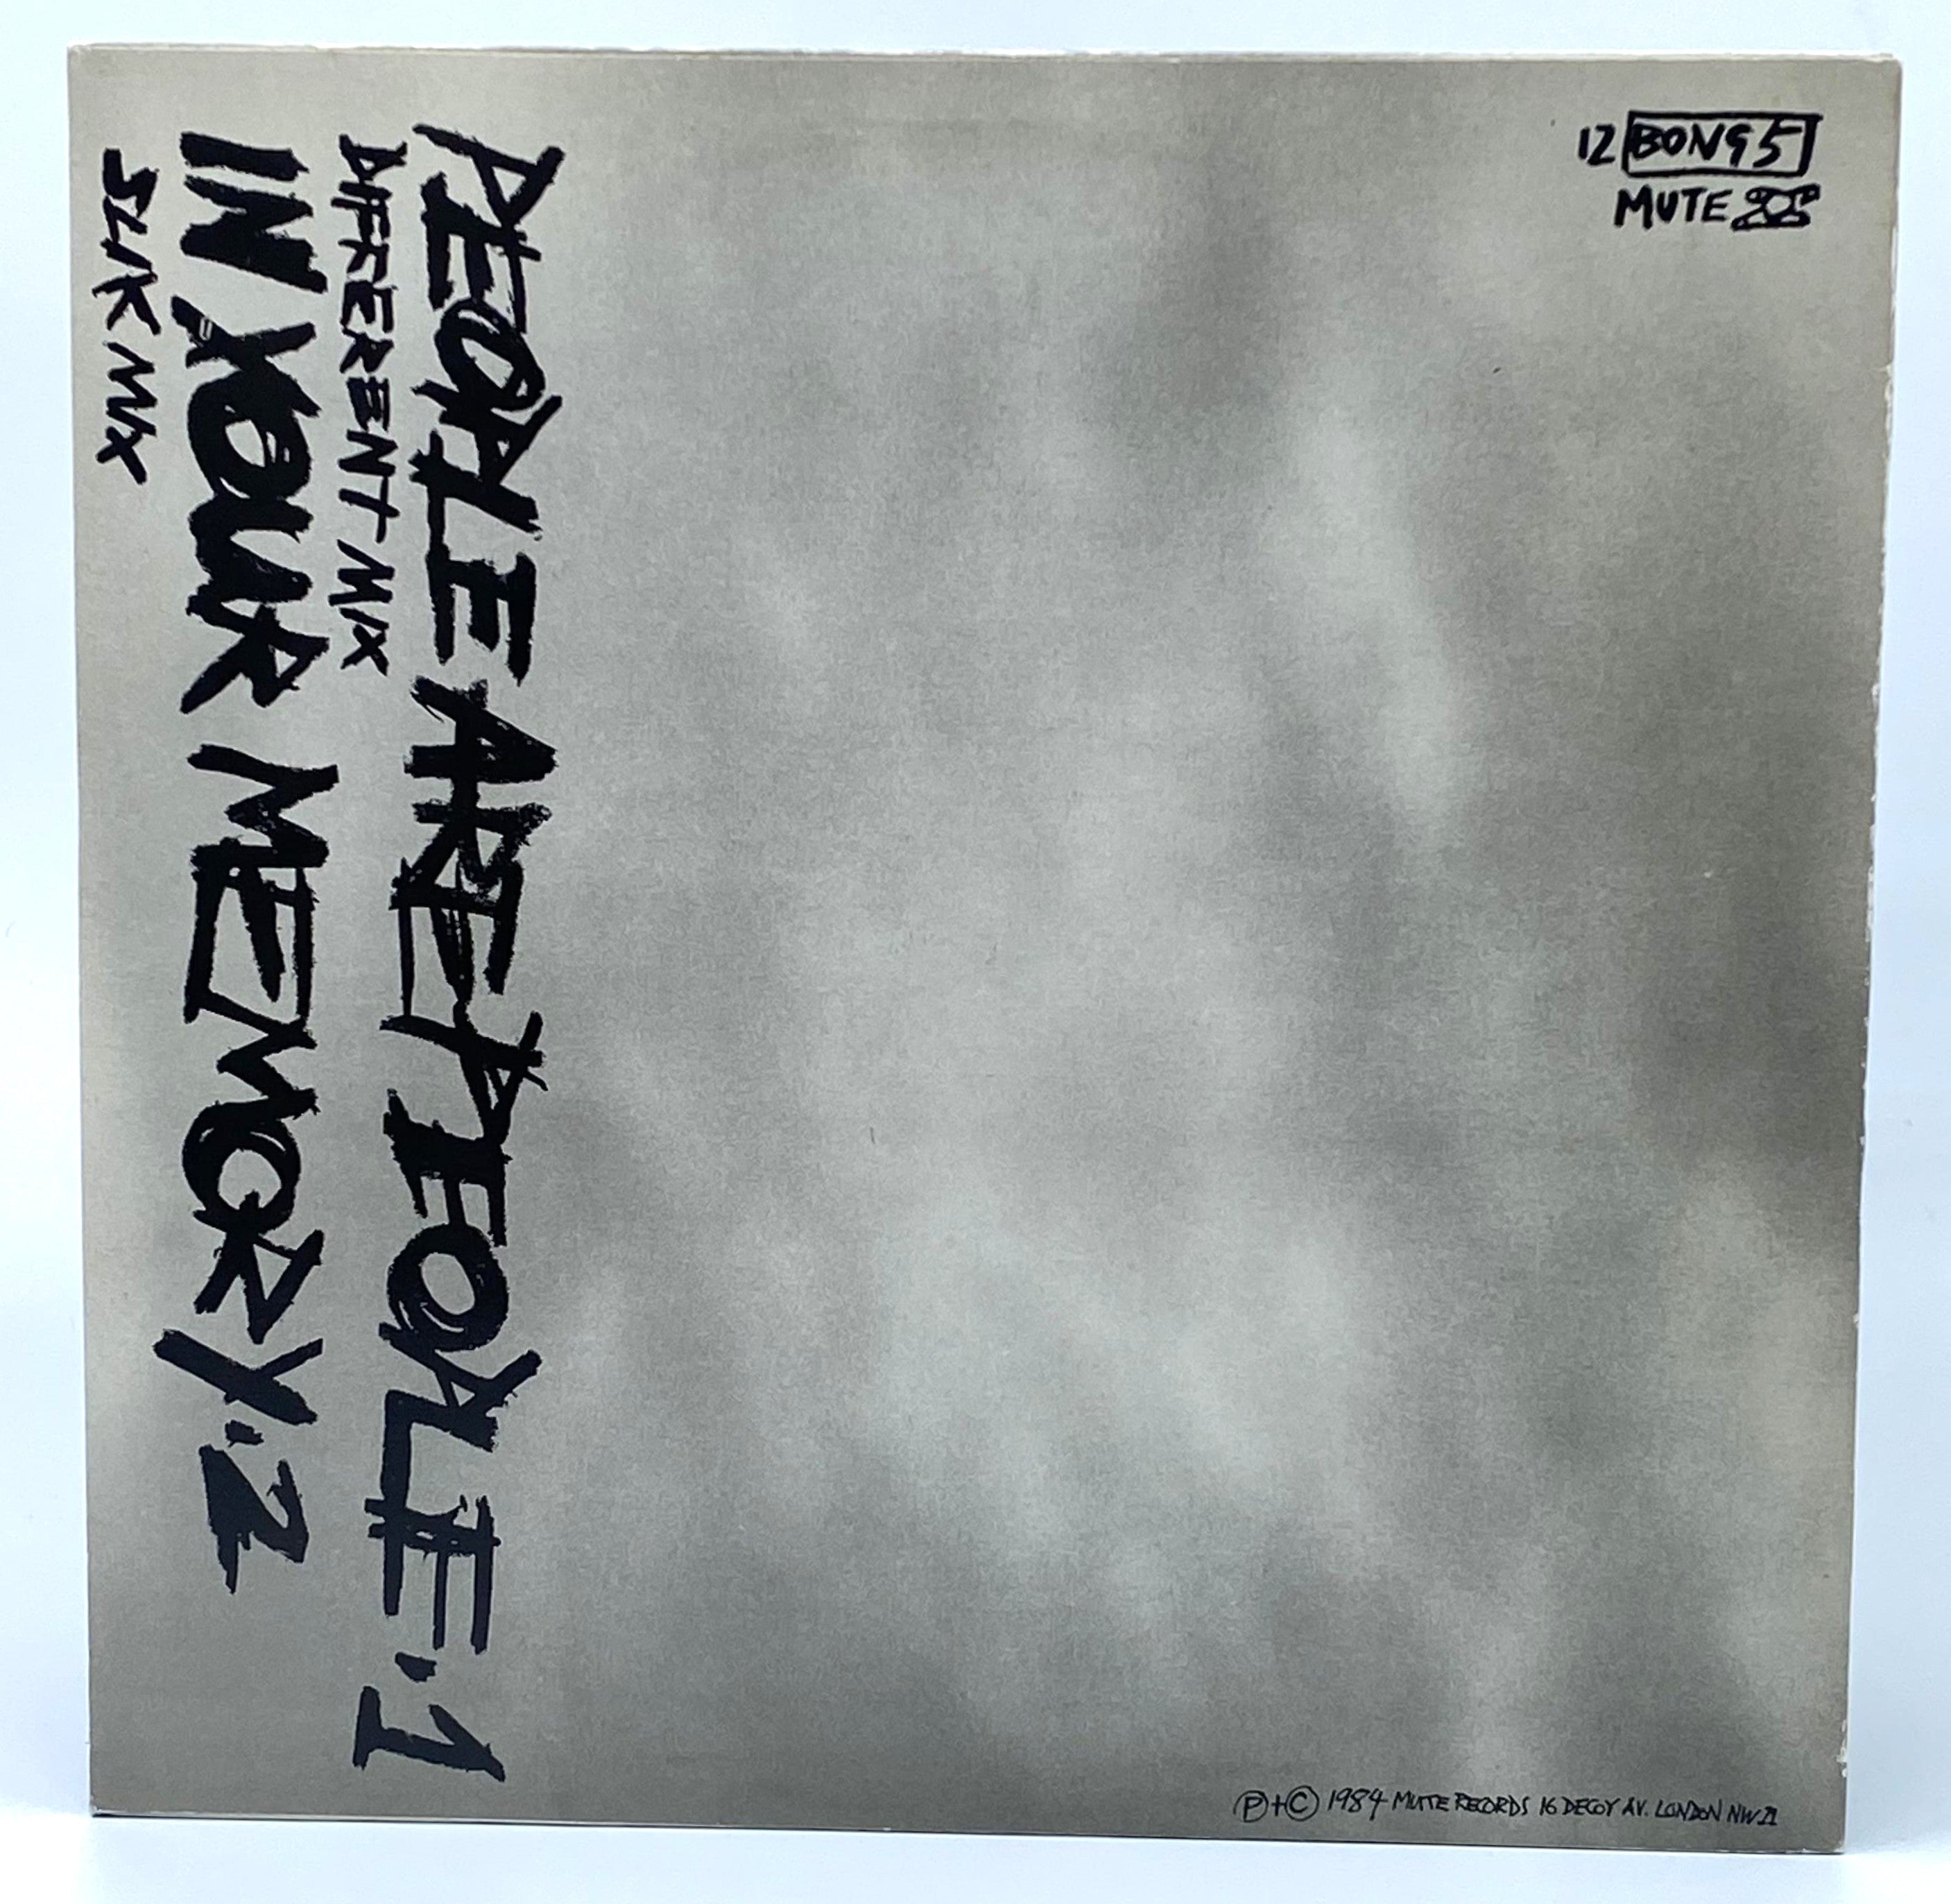 PEOPLE ARE PEOPLE·1
DIFFERENT MIX
IN YOUR MEMORY·2
SLIK MIX
12 BONG 5
MUTE
Ⓟ+© 1984 MUTE RECORDS 16 DECOY AV. LONDON NW11